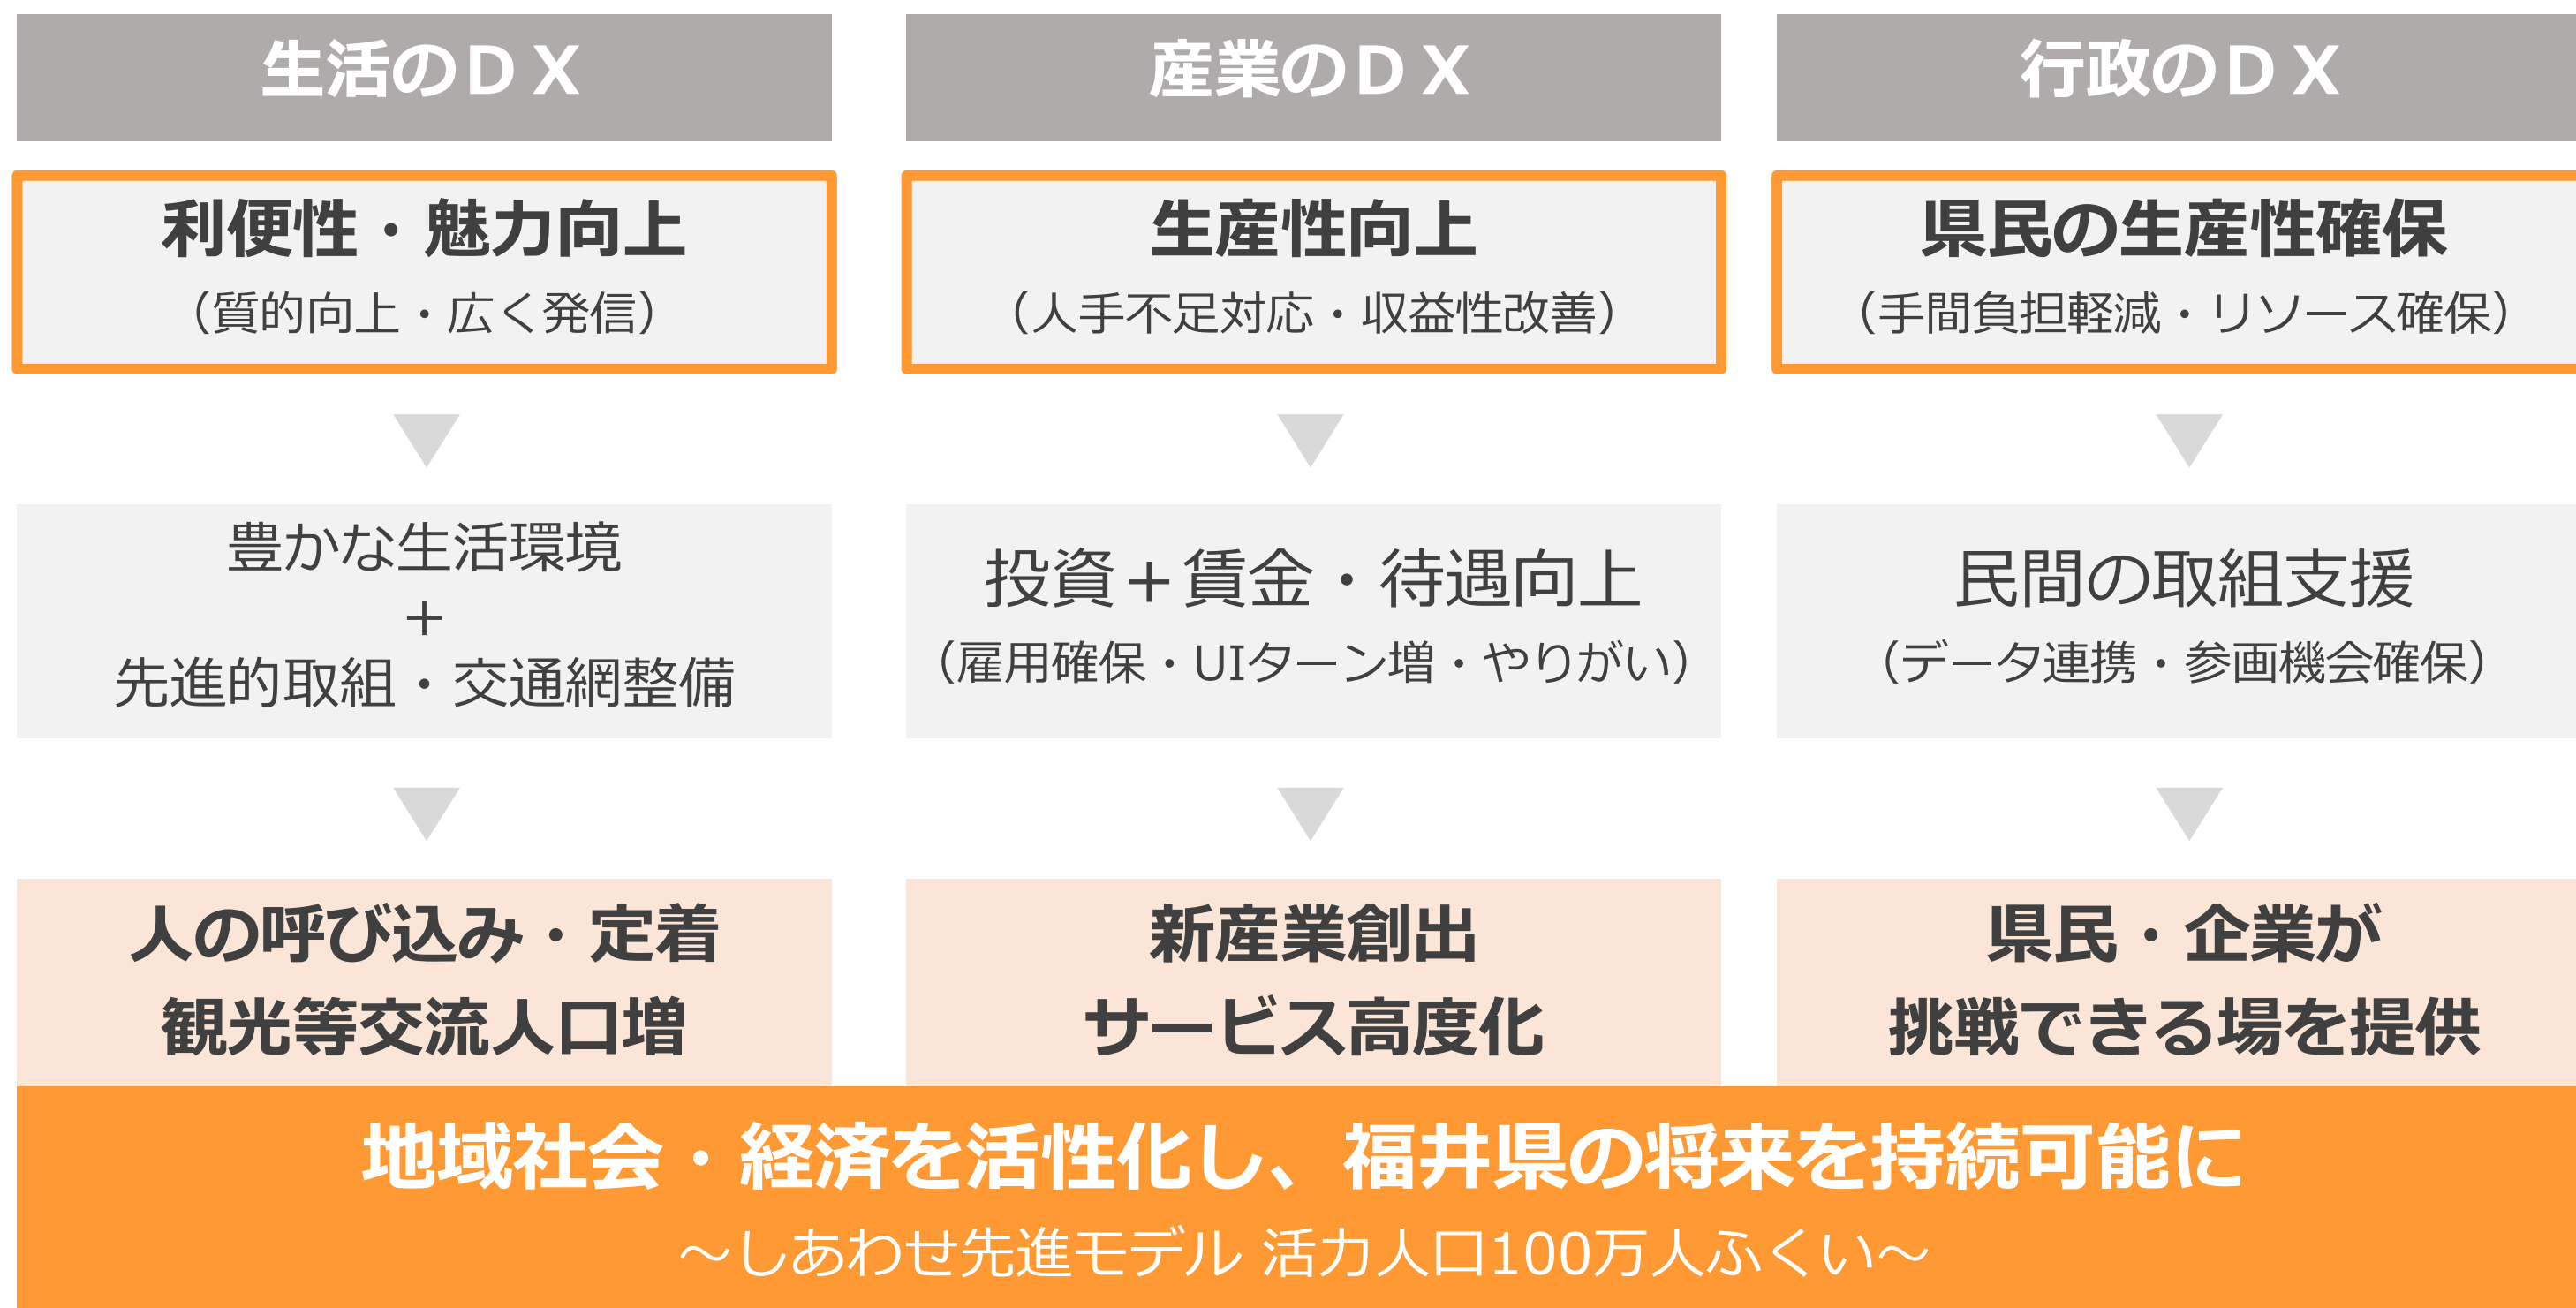 生活のＤＸ
利便性・魅力向上
（質的向上・広く発信）
豊かな生活環境
+
先進的取組・交通網整備
人の呼び込み・定着
観光等交流人口増
産業のＤＸ
生産性向上
（人手不足対応・収益性改善）
投資＋賃金・待遇向上
（雇用確保・UIターン増・やりがい）
新産業創出
サービス高度化
行政のＤＸ
県民の生産性確保
（手間負担軽減・リソース確保）
民間の取組支援
（データ連携・参画機会確保）
県民・企業が
挑戦できる場を提供
地域社会・経済を活性化し、福井県の将来を持続可能に
～しあわせ先進モデル 活力人口100万人ふくい～